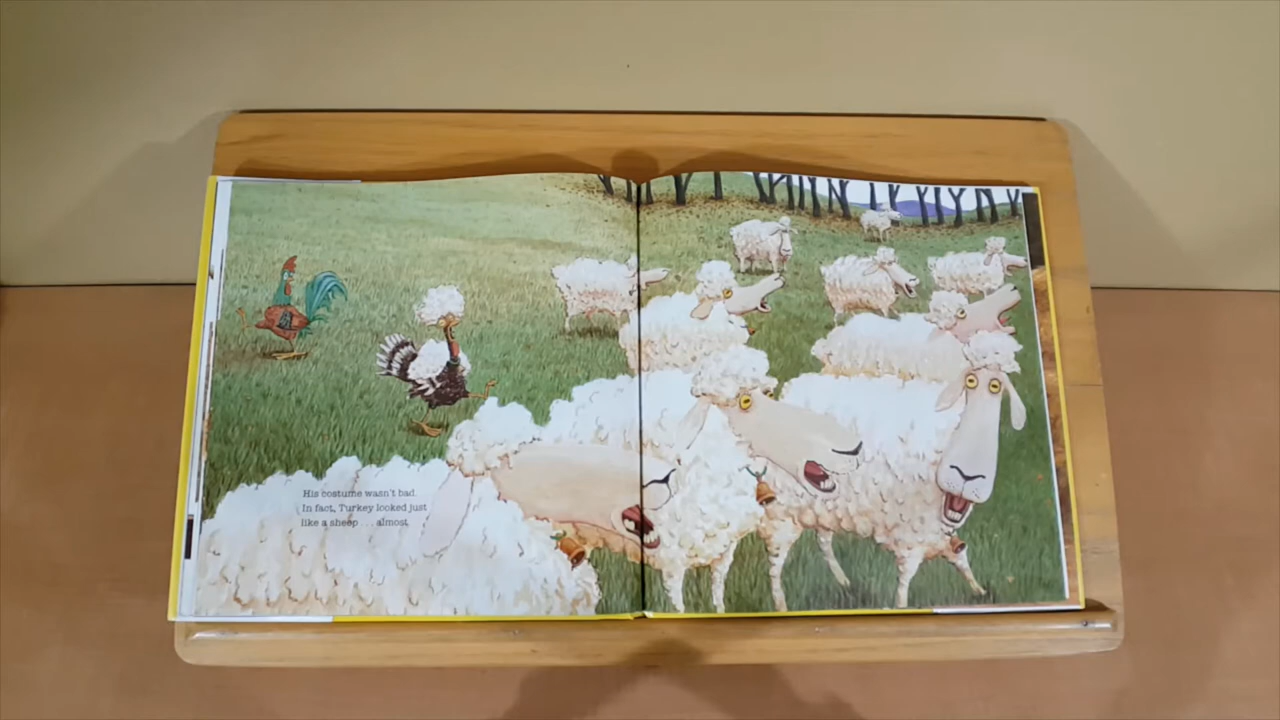 His costume wasn't bad.
In fact, Turkey looked just
like a sheep . . . almost.